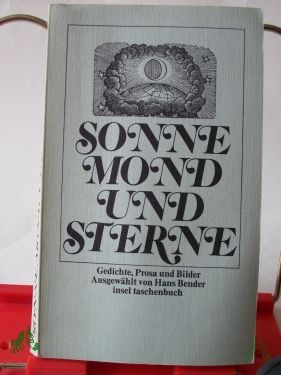 SONNE
MOND
UND
STERNE
Gedichte, Prosa und Bilder
Ausgewählt von Hans Bender
insel taschenbuch